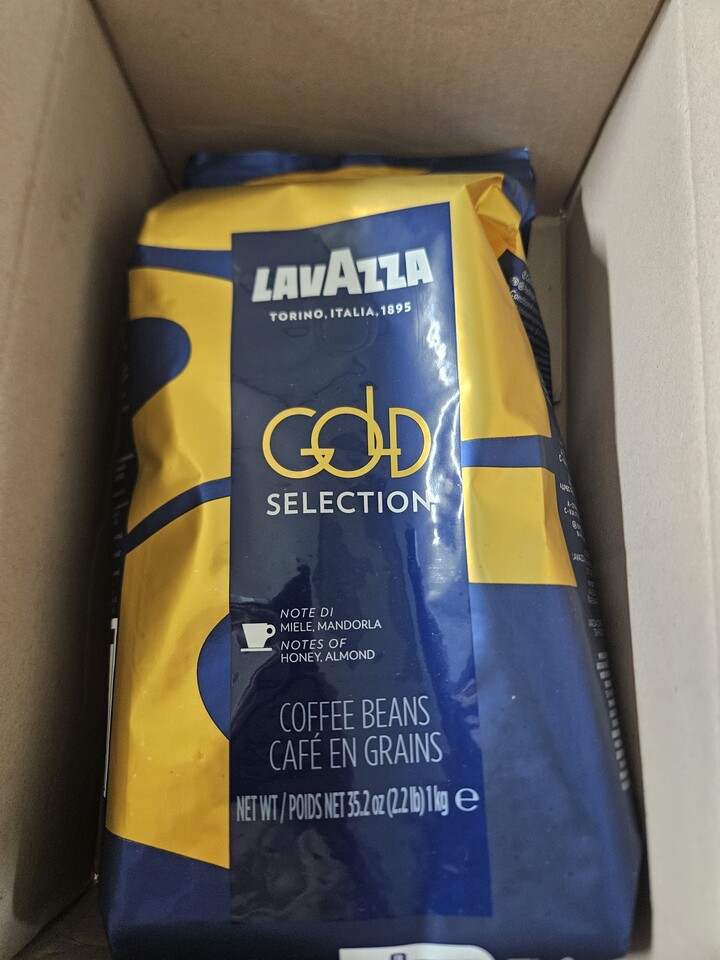 LAVAZZA
TORINO, ITALIA, 1895
GOLD
SELECTION
NOTE DI
MIELE, MANDORLA
NOTES OF
HONEY, ALMOND
COFFEE BEANS
CAFÉ EN GRAINS
NET WT / POIDS NET 35.2 oz (2.2 lb) 1 kg e